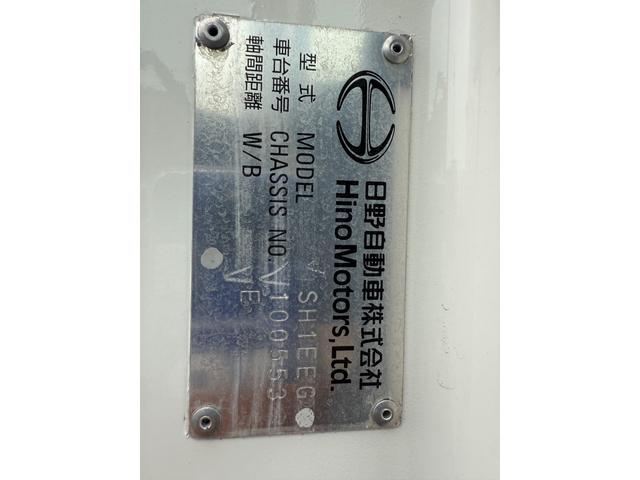 日野自動車株式会社
Hino Motors, Ltd.
型式 MODEL SH1EEG
車台番号 CHASSIS NO. 100553
軸間距離 W/B E